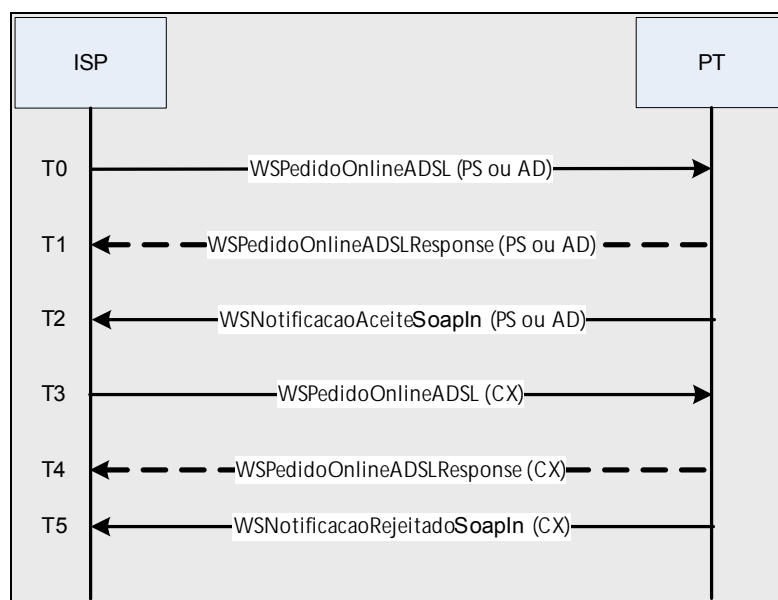 ISP PT
T0 WSPedidoOnlineADSL (PS ou AD)
T1 WSPedidoOnlineADSLResponse (PS ou AD)
T2 WSNotificacaoAceiteSoapIn (PS ou AD)
T3 WSPedidoOnlineADSL (CX)
T4 WSPedidoOnlineADSLResponse (CX)
T5 WSNotificacaoRejeitadoSoapIn (CX)